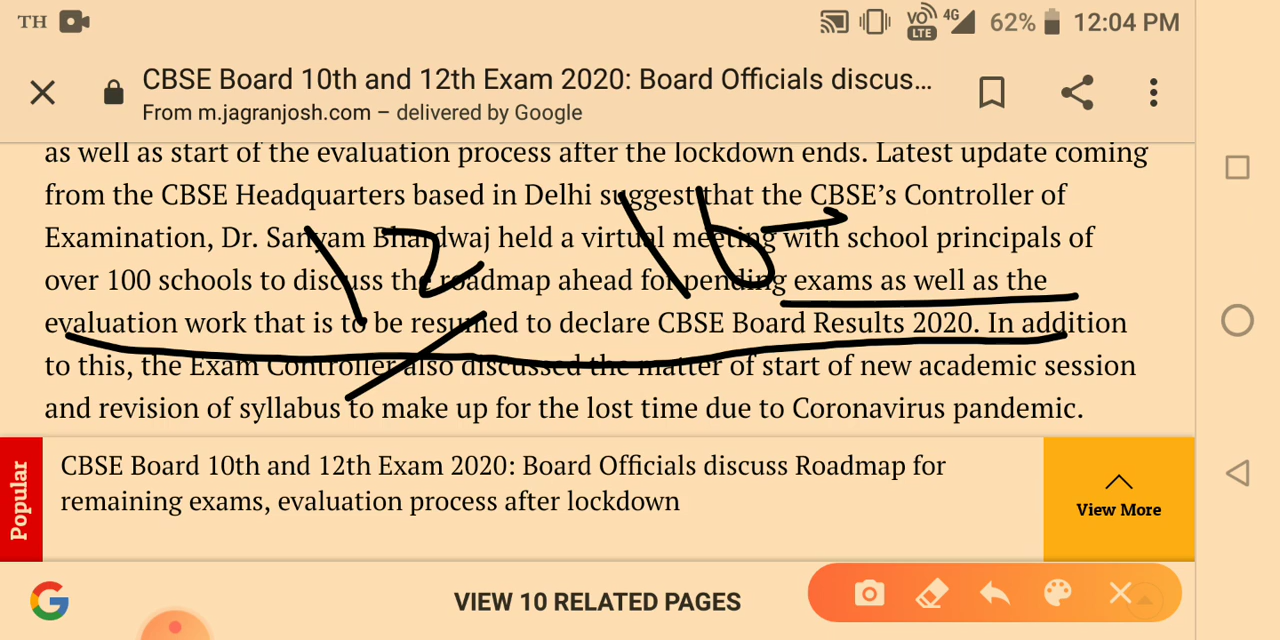 TH VO LTE 4G 62% 12:04 PM
CBSE Board 10th and 12th Exam 2020: Board Officials discus...
From m.jagranjosh.com – delivered by Google
as well as start of the evaluation process after the lockdown ends. Latest update coming
from the CBSE Headquarters based in Delhi suggest that the CBSE's Controller of
Examination, Dr. Sanyam Bhardwaj held a virtual meeting with school principals of
over 100 schools to discuss the roadmap ahead for pending exams as well as the
evaluation work that is to be resumed to declare CBSE Board Results 2020. In addition
to this, the Exam Controller also discussed the matter of start of new academic session
and revision of syllabus to make up for the lost time due to Coronavirus pandemic.
12 15
Popular
CBSE Board 10th and 12th Exam 2020: Board Officials discuss Roadmap for
remaining exams, evaluation process after lockdown
View More
G VIEW 10 RELATED PAGES